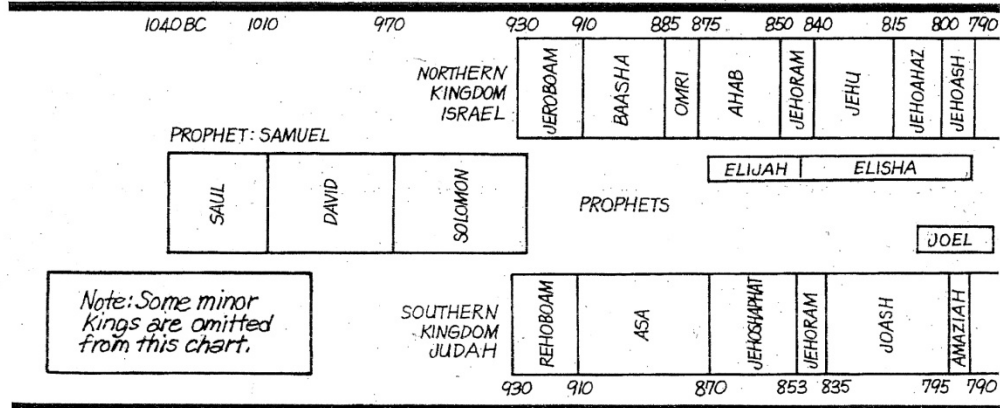 1040 BC 1010 970 930 910 885 875 840 815 800 790
NORTHERN
KINGDOM
ISRAEL
JEROBOAM
BAASHA
OMRI
AHAB
JEHORAM
JEHU
JEHOAHAZ
JEHOASH
PROPHET: SAMUEL
SAUL
DAVID
SOLOMON
PROPHETS
ELIJAH
ELISHA
JOEL
Note: Some minor
Kings are omitted
from this chart.
SOUTHERN
KINGDOM
JUDAH
REHOBOAM
ASA
JEHOSHAPHAT
JEHORAM
JOASH
AMAZIAH
930 910 870 853 835 795 790